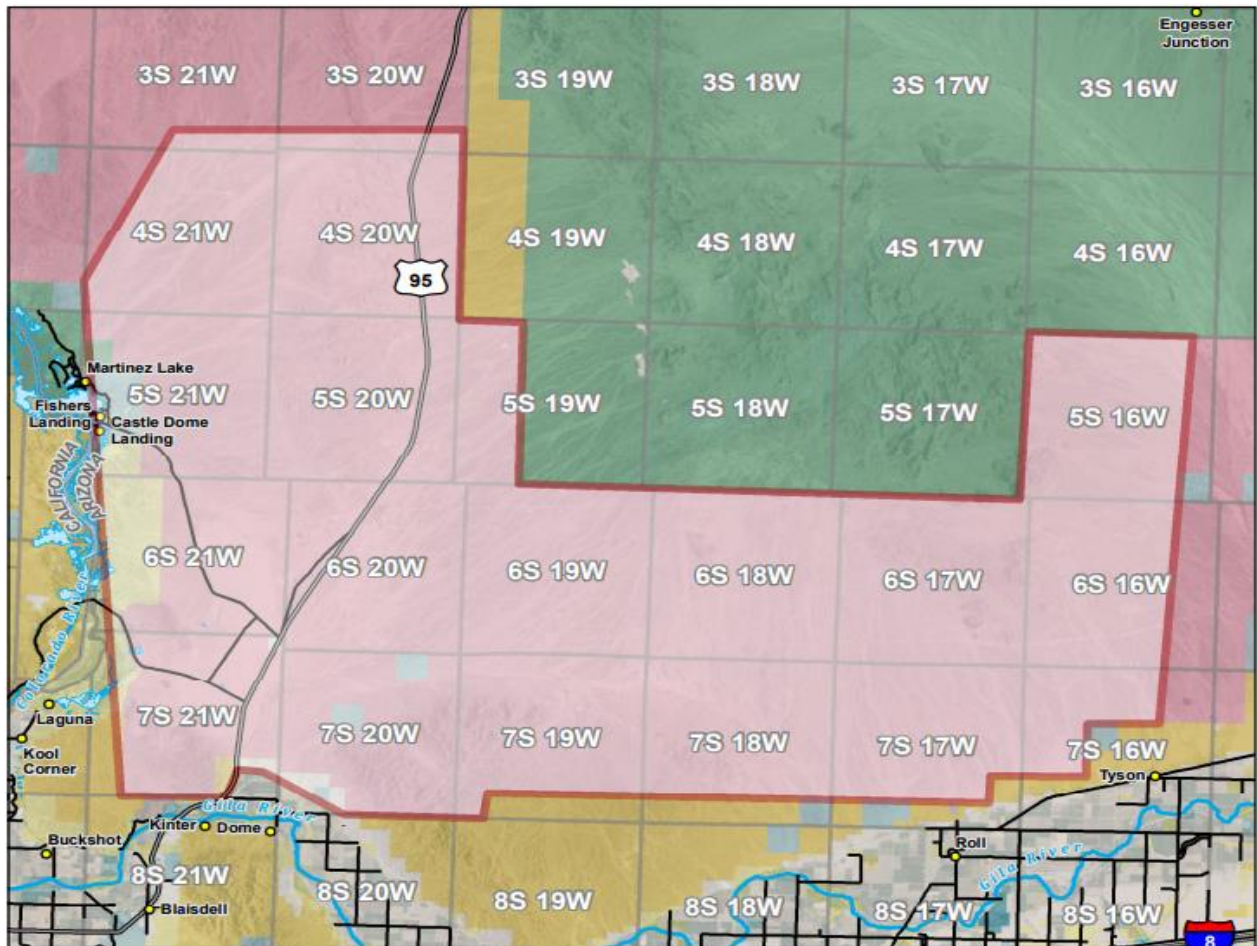 Engesser
Junction
3S 21W
3S 20W
3S 19W
3S 18W
3S 17W
3S 16W
4S 21W
4S 20W
4S 19W
4S 18W
4S 17W
4S 16W
95
Martinez Lake
Fishers
Landing
Castle Dome
Landing
5S 21W
5S 20W
5S 19W
5S 18W
5S 17W
5S 16W
CALIFORNIA
ARIZONA
6S 21W
6S 20W
6S 19W
6S 18W
6S 17W
6S 16W
Colorado River
Laguna
Kool
Corner
7S 21W
7S 20W
7S 19W
7S 18W
7S 17W
7S 16W
Tyson
Gila River
Kinter
Dome
Buckshot
Roll
Gila River
8S 21W
8S 20W
8S 19W
8S 18W
8S 17W
8S 16W
Blaisdell
8